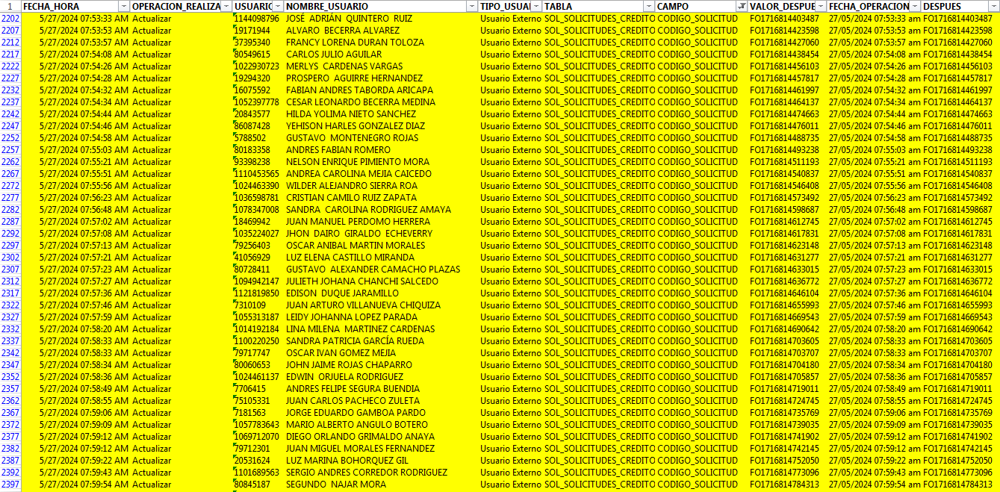 1 FECHA_HORA OPERACION_REALIZA USUARIO NOMBRE_USUARIO TIPO_USUAI TABLA CAMPO VALOR_DESPUE FECHA_OPERACION DESPUES
2202 5/27/2024 07:53:33 AM Actualizar 1144098796 JOSÉ ADRIÁN QUINTERO RUIZ Usuario Externo SOL_SOLICITUDES_CREDITO CODIGO_SOLICITUD FO1716814403487 27/05/2024 07:53:33 am FO1716814403487
2207 5/27/2024 07:53:53 AM Actualizar 19171944 ALVARO BECERRA ALVAREZ Usuario Externo SOL_SOLICITUDES_CREDITO CODIGO_SOLICITUD FO1716814423598 27/05/2024 07:53:53 am FO1716814423598
2212 5/27/2024 07:53:57 AM Actualizar 37395340 FRANCY LORENA DURAN TOLOZA Usuario Externo SOL_SOLICITUDES_CREDITO CODIGO_SOLICITUD FO1716814427060 27/05/2024 07:53:57 am FO1716814427060
2217 5/27/2024 07:54:08 AM Actualizar 80549615 CARLOS JULIO AGUILAR Usuario Externo SOL_SOLICITUDES_CREDITO CODIGO_SOLICITUD FO1716814438454 27/05/2024 07:54:08 am FO1716814438454
2222 5/27/2024 07:54:26 AM Actualizar 1022930723 MERLYS CARDENAS VARGAS Usuario Externo SOL_SOLICITUDES_CREDITO CODIGO_SOLICITUD FO1716814456103 27/05/2024 07:54:26 am FO1716814456103
2227 5/27/2024 07:54:28 AM Actualizar 19294320 PROSPERO AGUIRRE HERNANDEZ Usuario Externo SOL_SOLICITUDES_CREDITO CODIGO_SOLICITUD FO1716814457817 27/05/2024 07:54:28 am FO1716814457817
2232 5/27/2024 07:54:32 AM Actualizar 16075592 FABIAN ANDRES TABORDA ARICAPA Usuario Externo SOL_SOLICITUDES_CREDITO CODIGO_SOLICITUD FO1716814461997 27/05/2024 07:54:32 am FO1716814461997
2237 5/27/2024 07:54:34 AM Actualizar 1052397778 CESAR LEONARDO BECERRA MEDINA Usuario Externo SOL_SOLICITUDES_CREDITO CODIGO_SOLICITUD FO1716814464137 27/05/2024 07:54:34 am FO1716814464137
2242 5/27/2024 07:54:44 AM Actualizar 20843577 HILDA YOLIMA NIETO SANCHEZ Usuario Externo SOL_SOLICITUDES_CREDITO CODIGO_SOLICITUD FO1716814474663 27/05/2024 07:54:44 am FO1716814474663
2247 5/27/2024 07:54:46 AM Actualizar 86087428 YEHISON HARLES GONZALEZ DIAZ Usuario Externo SOL_SOLICITUDES_CREDITO CODIGO_SOLICITUD FO1716814476011 27/05/2024 07:54:46 am FO1716814476011
2252 5/27/2024 07:54:58 AM Actualizar 5788502 GUSTAVO MONTENEGRO ROJAS Usuario Externo SOL_SOLICITUDES_CREDITO CODIGO_SOLICITUD FO1716814488735 27/05/2024 07:54:58 am FO1716814488735
2257 5/27/2024 07:55:03 AM Actualizar 80183358 ANDRES FABIAN ROMERO Usuario Externo SOL_SOLICITUDES_CREDITO CODIGO_SOLICITUD FO1716814493238 27/05/2024 07:55:03 am FO1716814493238
2262 5/27/2024 07:55:21 AM Actualizar 93398238 NELSON ENRIQUE PIMIENTO MORA Usuario Externo SOL_SOLICITUDES_CREDITO CODIGO_SOLICITUD FO1716814511193 27/05/2024 07:55:21 am FO1716814511193
2267 5/27/2024 07:55:51 AM Actualizar 1110453565 ANDREA CAROLINA MEJIA CAICEDO Usuario Externo SOL_SOLICITUDES_CREDITO CODIGO_SOLICITUD FO1716814540837 27/05/2024 07:55:51 am FO1716814540837
2272 5/27/2024 07:55:56 AM Actualizar 1024463390 WILDER ALEJANDRO SIERRA ROA Usuario Externo SOL_SOLICITUDES_CREDITO CODIGO_SOLICITUD FO1716814546408 27/05/2024 07:55:56 am FO1716814546408
2277 5/27/2024 07:56:23 AM Actualizar 1036598781 CRISTIAN CAMILO RUIZ ZAPATA Usuario Externo SOL_SOLICITUDES_CREDITO CODIGO_SOLICITUD FO1716814573492 27/05/2024 07:56:23 am FO1716814573492
2282 5/27/2024 07:56:48 AM Actualizar 1078347008 SANDRA CAROLINA RODRIGUEZ AMAYA Usuario Externo SOL_SOLICITUDES_CREDITO CODIGO_SOLICITUD FO1716814598687 27/05/2024 07:56:48 am FO1716814598687
2287 5/27/2024 07:57:02 AM Actualizar 18469942 JUAN MANUEL PERDOMO HERRERA Usuario Externo SOL_SOLICITUDES_CREDITO CODIGO_SOLICITUD FO1716814612745 27/05/2024 07:57:02 am FO1716814612745
2292 5/27/2024 07:57:08 AM Actualizar 1035224027 JHON DAIRO GIRALDO ECHEVERRY Usuario Externo SOL_SOLICITUDES_CREDITO CODIGO_SOLICITUD FO1716814617831 27/05/2024 07:57:08 am FO1716814617831
2297 5/27/2024 07:57:13 AM Actualizar 79256403 OSCAR ANIBAL MARTIN MORALES Usuario Externo SOL_SOLICITUDES_CREDITO CODIGO_SOLICITUD FO1716814623148 27/05/2024 07:57:13 am FO1716814623148
2302 5/27/2024 07:57:21 AM Actualizar 41056929 LUZ ELENA CASTILLO MIRANDA Usuario Externo SOL_SOLICITUDES_CREDITO CODIGO_SOLICITUD FO1716814631277 27/05/2024 07:57:21 am FO1716814631277
2307 5/27/2024 07:57:23 AM Actualizar 80728411 GUSTAVO ALEXANDER CAMACHO PLAZAS Usuario Externo SOL_SOLICITUDES_CREDITO CODIGO_SOLICITUD FO1716814633015 27/05/2024 07:57:23 am FO1716814633015
2312 5/27/2024 07:57:27 AM Actualizar 1094942147 JULIETH JOHANA CHANCHI SALCEDO Usuario Externo SOL_SOLICITUDES_CREDITO CODIGO_SOLICITUD FO1716814636772 27/05/2024 07:57:27 am FO1716814636772
2317 5/27/2024 07:57:36 AM Actualizar 1121819850 EDISON DUQUE JARAMILLO Usuario Externo SOL_SOLICITUDES_CREDITO CODIGO_SOLICITUD FO1716814646104 27/05/2024 07:57:36 am FO1716814646104
2322 5/27/2024 07:57:46 AM Actualizar 7310109 JUAN ARTURO VILLANUEVA CHIQUIZA Usuario Externo SOL_SOLICITUDES_CREDITO CODIGO_SOLICITUD FO1716814655993 27/05/2024 07:57:46 am FO1716814655993
2327 5/27/2024 07:57:59 AM Actualizar 1055313187 LEIDY JOHANNA LOPEZ PARADA Usuario Externo SOL_SOLICITUDES_CREDITO CODIGO_SOLICITUD FO1716814669543 27/05/2024 07:57:59 am FO1716814669543
2332 5/27/2024 07:58:20 AM Actualizar 1014192184 LINA MILENA MARTINEZ CARDENAS Usuario Externo SOL_SOLICITUDES_CREDITO CODIGO_SOLICITUD FO1716814690642 27/05/2024 07:58:20 am FO1716814690642
2337 5/27/2024 07:58:33 AM Actualizar 1100220250 SANDRA PATRICIA GARCÍA RUEDA Usuario Externo SOL_SOLICITUDES_CREDITO CODIGO_SOLICITUD FO1716814703605 27/05/2024 07:58:33 am FO1716814703605
2342 5/27/2024 07:58:33 AM Actualizar 79717747 OSCAR IVAN GOMEZ MEJIA Usuario Externo SOL_SOLICITUDES_CREDITO CODIGO_SOLICITUD FO1716814703707 27/05/2024 07:58:33 am FO1716814703707
2347 5/27/2024 07:58:34 AM Actualizar 80060653 JOHN JAIME ROJAS CHAPARRO Usuario Externo SOL_SOLICITUDES_CREDITO CODIGO_SOLICITUD FO1716814704180 27/05/2024 07:58:34 am FO1716814704180
2352 5/27/2024 07:58:36 AM Actualizar 1024461137 EDWIN ORJUELA RODRIGUEZ Usuario Externo SOL_SOLICITUDES_CREDITO CODIGO_SOLICITUD FO1716814705857 27/05/2024 07:58:36 am FO1716814705857
2357 5/27/2024 07:58:49 AM Actualizar 7706415 ANDRES FELIPE SEGURA BUENDIA Usuario Externo SOL_SOLICITUDES_CREDITO CODIGO_SOLICITUD FO1716814719011 27/05/2024 07:58:49 am FO1716814719011
2362 5/27/2024 07:58:55 AM Actualizar 75105331 JUAN CARLOS PACHECO ZULETA Usuario Externo SOL_SOLICITUDES_CREDITO CODIGO_SOLICITUD FO1716814724745 27/05/2024 07:58:55 am FO1716814724745
2367 5/27/2024 07:59:06 AM Actualizar 7181563 JORGE EDUARDO GAMBOA PARDO Usuario Externo SOL_SOLICITUDES_CREDITO CODIGO_SOLICITUD FO1716814735769 27/05/2024 07:59:06 am FO1716814735769
2372 5/27/2024 07:59:09 AM Actualizar 1057783643 MARIO ALBERTO ANGULO BOTERO Usuario Externo SOL_SOLICITUDES_CREDITO CODIGO_SOLICITUD FO1716814739035 27/05/2024 07:59:09 am FO1716814739035
2377 5/27/2024 07:59:12 AM Actualizar 1069712070 DIEGO ORLANDO GRIMALDO ANAYA Usuario Externo SOL_SOLICITUDES_CREDITO CODIGO_SOLICITUD FO1716814741902 27/05/2024 07:59:12 am FO1716814741902
2382 5/27/2024 07:59:12 AM Actualizar 79712301 JUAN MIGUEL MORALES FERNANDEZ Usuario Externo SOL_SOLICITUDES_CREDITO CODIGO_SOLICITUD FO1716814742145 27/05/2024 07:59:12 am FO1716814742145
2387 5/27/2024 07:59:22 AM Actualizar 20531624 LUZ MARINA BOHORQUEZ GIL Usuario Externo SOL_SOLICITUDES_CREDITO CODIGO_SOLICITUD FO1716814752050 27/05/2024 07:59:22 am FO1716814752050
2392 5/27/2024 07:59:43 AM Actualizar 1101689563 SERGIO ANDRES CORREDOR RODRIGUEZ Usuario Externo SOL_SOLICITUDES_CREDITO CODIGO_SOLICITUD FO1716814773096 27/05/2024 07:59:43 am FO1716814773096
2397 5/27/2024 07:59:54 AM Actualizar 80845187 SEGUNDO NAJAR MORA Usuario Externo SOL_SOLICITUDES_CREDITO CODIGO_SOLICITUD FO1716814784313 27/05/2024 07:59:54 am FO1716814784313